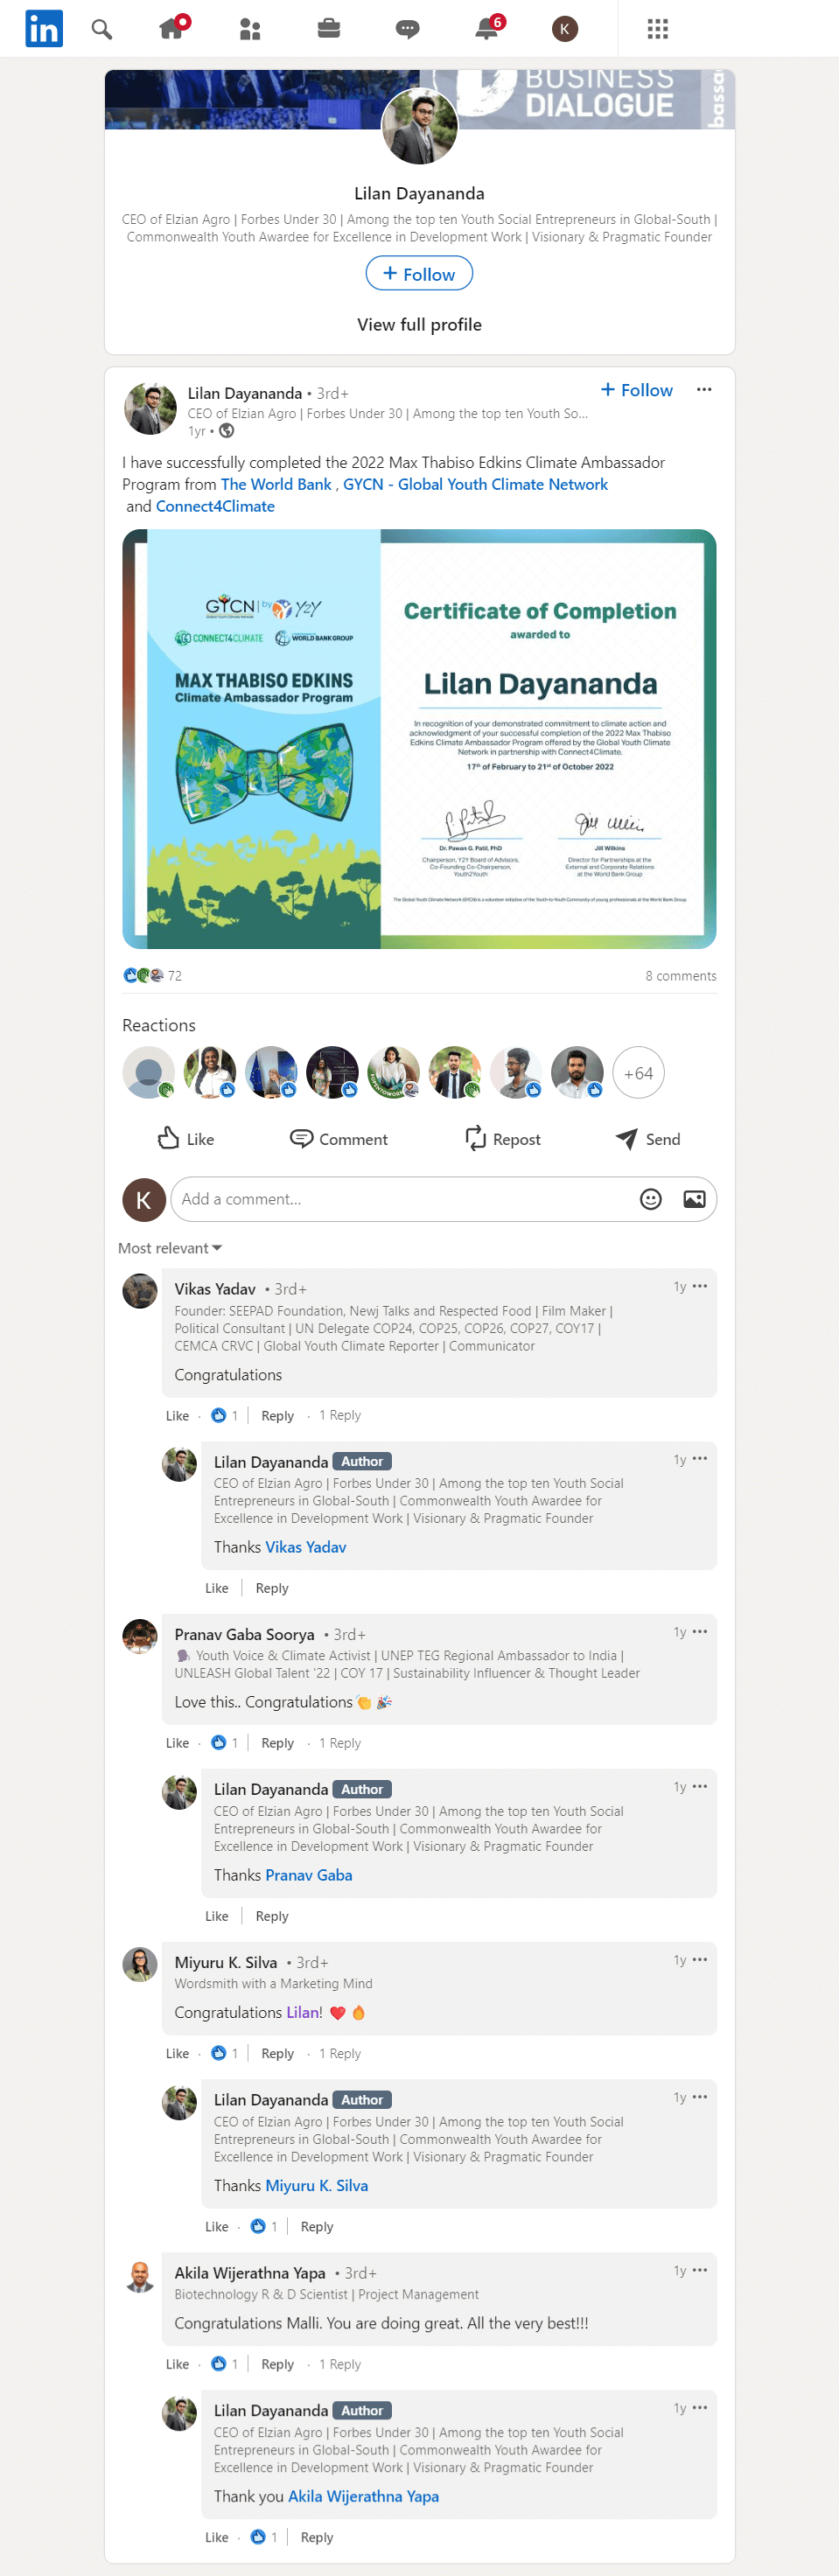 in
6
K
BUSINESS
DIALOGUE
bassa
Lilan Dayananda
CEO of Elzian Agro | Forbes Under 30 | Among the top ten Youth Social Entrepreneurs in Global-South |
Commonwealth Youth Awardee for Excellence in Development Work | Visionary & Pragmatic Founder
+ Follow
View full profile
Lilan Dayananda • 3rd+
+ Follow
CEO of Elzian Agro | Forbes Under 30 | Among the top ten Youth So...
1yr •
I have successfully completed the 2022 Max Thabiso Edkins Climate Ambassador
Program from The World Bank , GYCN - Global Youth Climate Network
and Connect4Climate
GYCN | by Y2Y
Global Youth Climate Network
CONNECT4CLIMATE WORLD BANK GROUP
MAX THABISO EDKINS
Climate Ambassador Program
Certificate of Completion
awarded to
Lilan Dayananda
In recognition of your demonstrated commitment to climate action and
acknowledgment of your successful completion of the 2022 Max Thabiso
Edkins Climate Ambassador Program offered by the Global Youth Climate
Network in partnership with Connect4Climate.
17th of February to 21st of October 2022
Dr. Pawan G. Patil, PhD
Chairperson, Y2Y Board of Advisors,
Co-Founding Co-Chairperson,
Youth2Youth
Jill Wilkins
Director for Partnerships at the
External and Corporate Relations
at the World Bank Group
The Global Youth Climate Network (GYCN) is a volunteer initiative of the Youth-to-Youth Community of young professionals at the World Bank Group.
72
8 comments
Reactions
#OPENTOWORK
+64
Like
Comment
Repost
Send
K
Add a comment...
Most relevant
Vikas Yadav • 3rd+
1y
Founder: SEEPAD Foundation, Newj Talks and Respected Food | Film Maker |
Political Consultant | UN Delegate COP24, COP25, COP26, COP27, COY17 |
CEMCA CRVC | Global Youth Climate Reporter | Communicator
Congratulations
Like · 1 | Reply · 1 Reply
Lilan Dayananda Author
1y
CEO of Elzian Agro | Forbes Under 30 | Among the top ten Youth Social
Entrepreneurs in Global-South | Commonwealth Youth Awardee for
Excellence in Development Work | Visionary & Pragmatic Founder
Thanks Vikas Yadav
Like | Reply
Pranav Gaba Soorya • 3rd+
1y
🗣 Youth Voice & Climate Activist | UNEP TEG Regional Ambassador to India |
UNLEASH Global Talent '22 | COY 17 | Sustainability Influencer & Thought Leader
Love this.. Congratulations 👏 🎉
Like · 1 | Reply · 1 Reply
Lilan Dayananda Author
1y
CEO of Elzian Agro | Forbes Under 30 | Among the top ten Youth Social
Entrepreneurs in Global-South | Commonwealth Youth Awardee for
Excellence in Development Work | Visionary & Pragmatic Founder
Thanks Pranav Gaba
Like | Reply
Miyuru K. Silva • 3rd+
1y
Wordsmith with a Marketing Mind
Congratulations Lilan! ❤️ 🔥
Like · 1 | Reply · 1 Reply
Lilan Dayananda Author
1y
CEO of Elzian Agro | Forbes Under 30 | Among the top ten Youth Social
Entrepreneurs in Global-South | Commonwealth Youth Awardee for
Excellence in Development Work | Visionary & Pragmatic Founder
Thanks Miyuru K. Silva
Like · 1 | Reply
Akila Wijerathna Yapa • 3rd+
1y
Biotechnology R & D Scientist | Project Management
Congratulations Malli. You are doing great. All the very best!!!
Like · 1 | Reply · 1 Reply
Lilan Dayananda Author
1y
CEO of Elzian Agro | Forbes Under 30 | Among the top ten Youth Social
Entrepreneurs in Global-South | Commonwealth Youth Awardee for
Excellence in Development Work | Visionary & Pragmatic Founder
Thank you Akila Wijerathna Yapa
Like · 1 | Reply